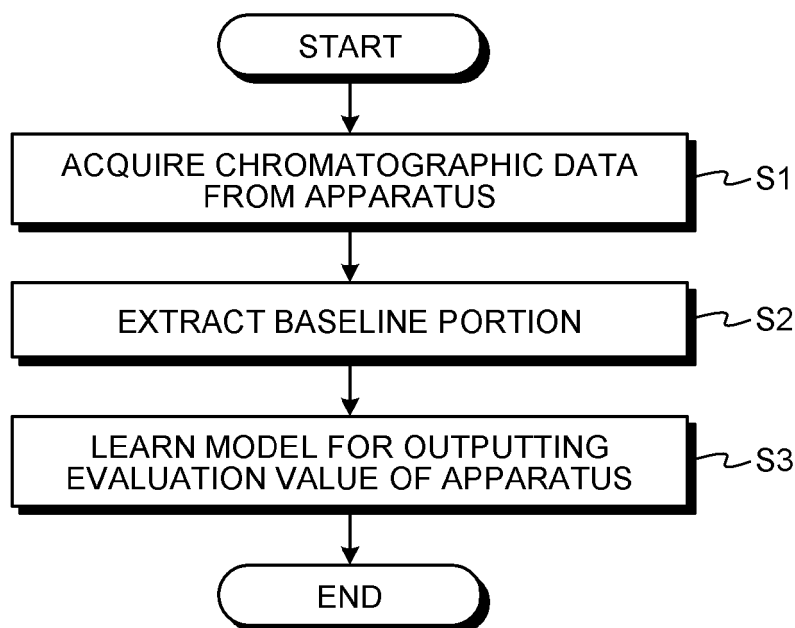 START
ACQUIRE CHROMATOGRAPHIC DATA
FROM APPARATUS
S1
EXTRACT BASELINE PORTION
S2
LEARN MODEL FOR OUTPUTTING
EVALUATION VALUE OF APPARATUS
S3
END